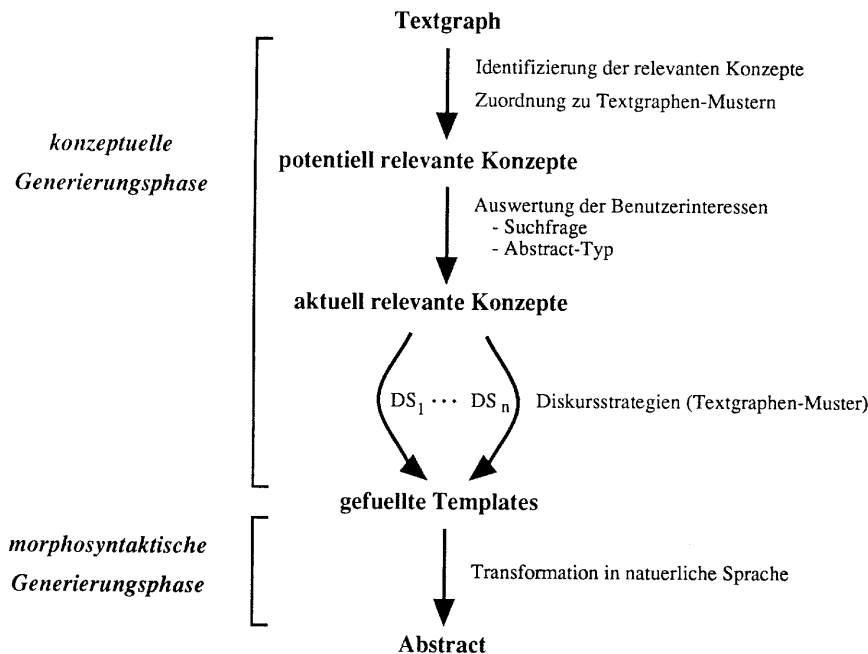 Textgraph
Identifizierung der relevanten Konzepte
Zuordnung zu Textgraphen-Mustern
konzeptuelle
Generierungsphase
potentiell relevante Konzepte
Auswertung der Benutzerinteressen
- Suchfrage
- Abstract-Typ
aktuell relevante Konzepte
DS1 ··· DSn Diskursstrategien (Textgraphen-Muster)
gefuellte Templates
morphosyntaktische
Generierungsphase
Transformation in natuerliche Sprache
Abstract